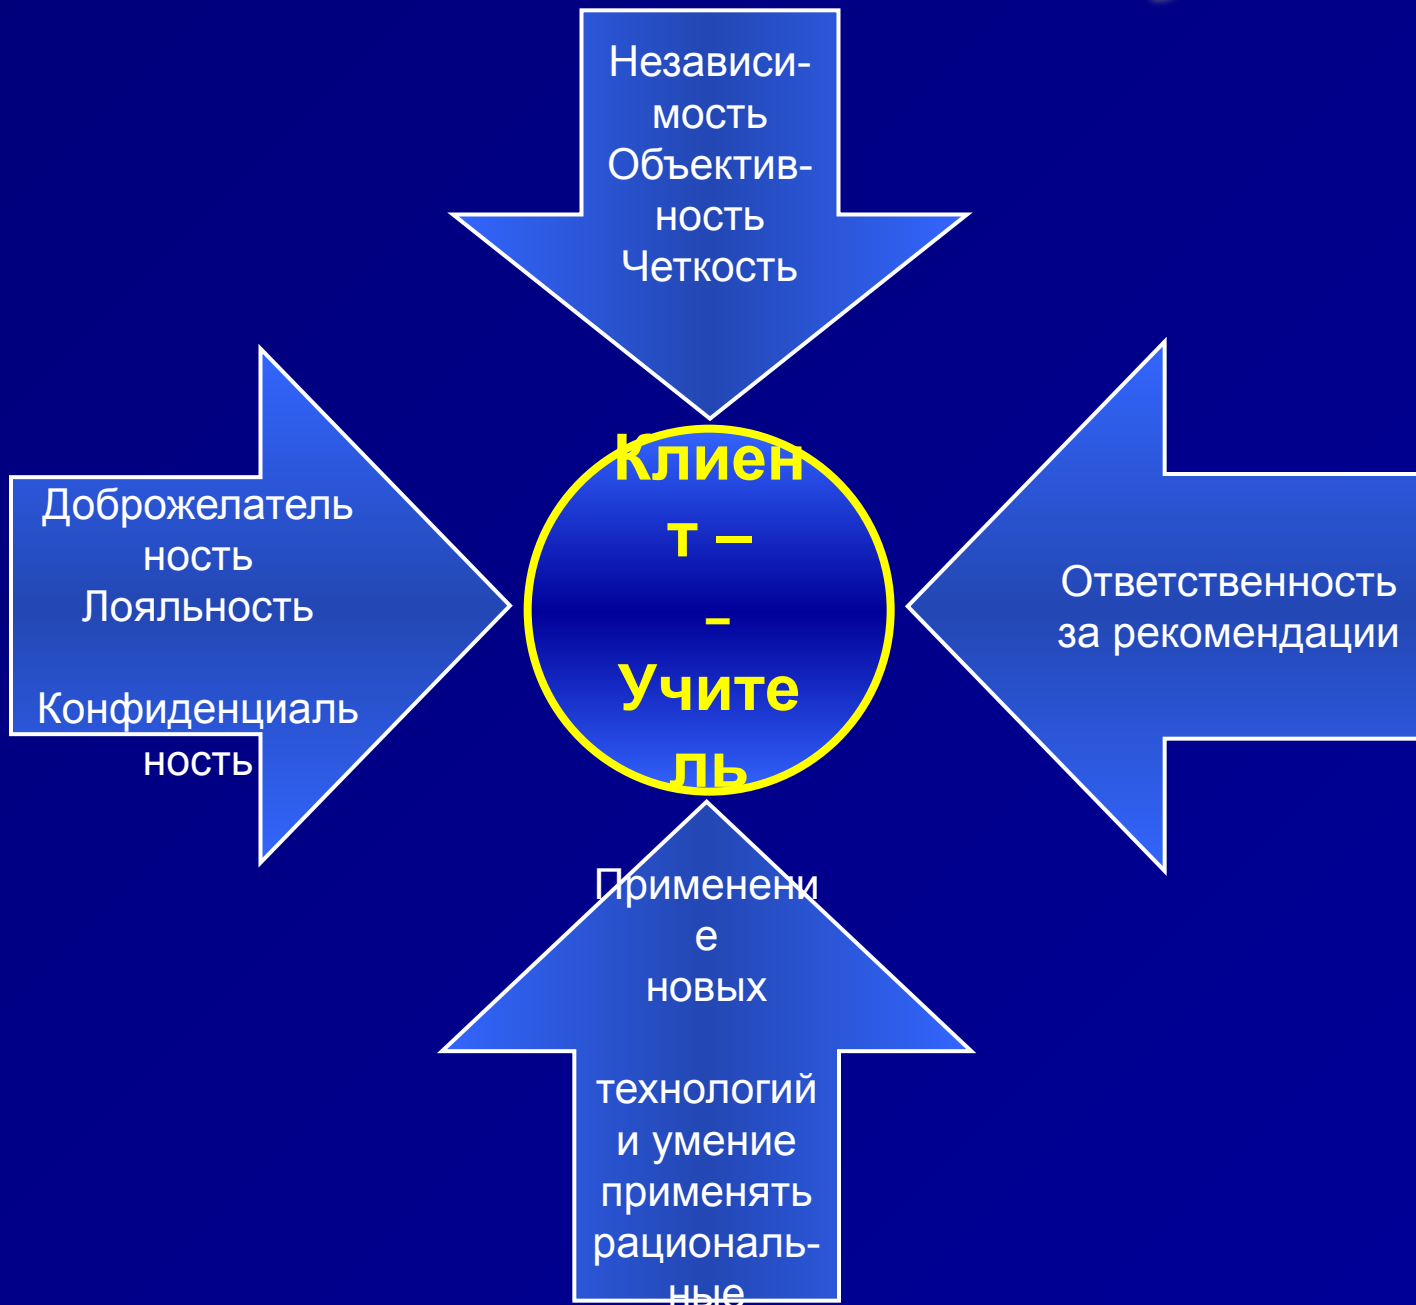 Независи-
мость
Объектив-
ность
Четкость
Доброжелатель
ность
Лояльность
Конфиденциаль
ность
Клиен
т –
–
Учите
ль
Ответственность
за рекомендации
Применени
е
новых
технологий
и умение
применять
рациональ-
ные